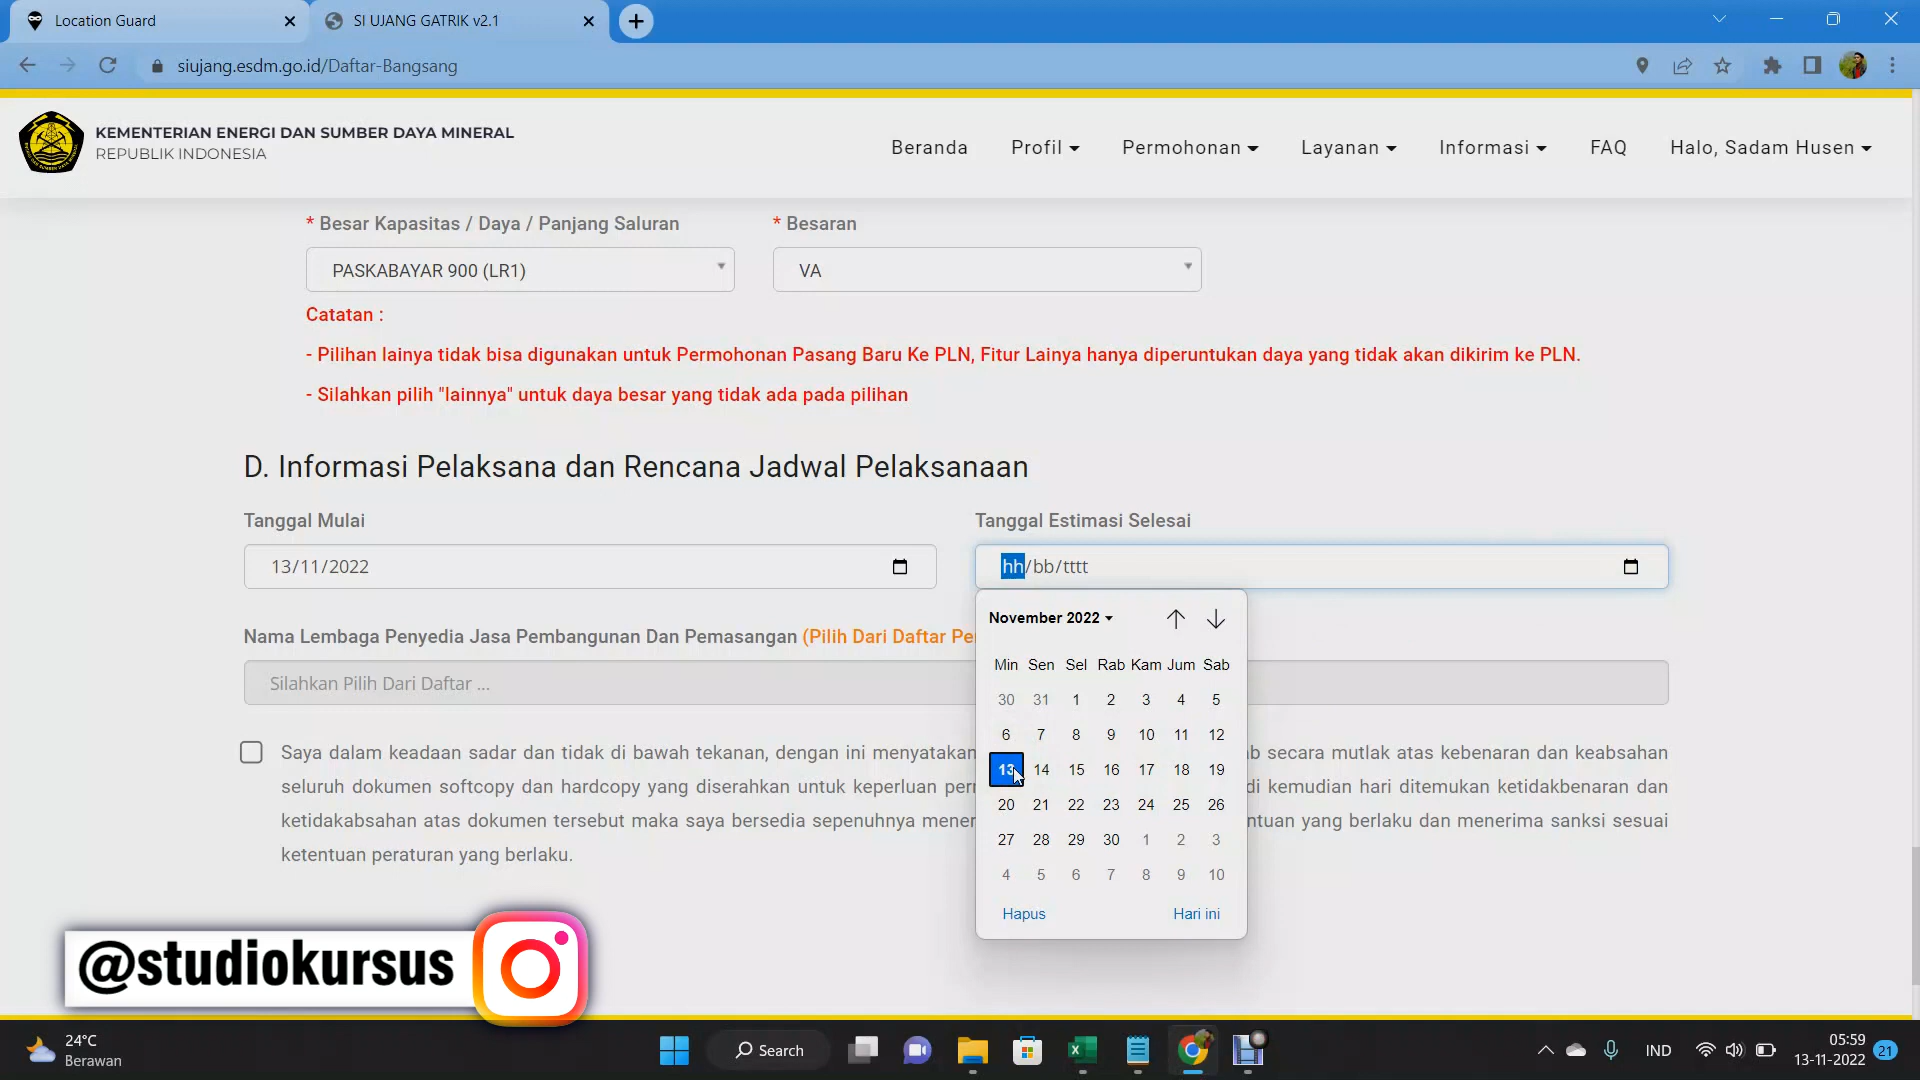 Location Guard
SI UJANG GATRIK v2.1
siujang.esdm.go.id/Daftar-Bangsang
KEMENTERIAN ENERGI DAN SUMBER DAYA MINERAL
REPUBLIK INDONESIA
Beranda Profil Permohonan Layanan Informasi FAQ Halo, Sadam Husen
* Besar Kapasitas / Daya / Panjang Saluran
* Besaran
PASKABAYAR 900 (LR1)
VA
Catatan :
- Pilihan lainya tidak bisa digunakan untuk Permohonan Pasang Baru Ke PLN, Fitur Lainya hanya diperuntukan daya yang tidak akan dikirim ke PLN.
- Silahkan pilih "lainnya" untuk daya besar yang tidak ada pada pilihan
D. Informasi Pelaksana dan Rencana Jadwal Pelaksanaan
Tanggal Mulai
Tanggal Estimasi Selesai
13/11/2022
hh/bb/tttt
Nama Lembaga Penyedia Jasa Pembangunan Dan Pemasangan (Pilih Dari Daftar
Silahkan Pilih Dari Daftar ...
November 2022
Min Sen Sel Rab Kam Jum Sab
30 31 1 2 3 4 5
6 7 8 9 10 11 12
13 14 15 16 17 18 19
20 21 22 23 24 25 26
27 28 29 30 1 2 3
4 5 6 7 8 9 10
Hapus Hari ini
Saya dalam keadaan sadar dan tidak di bawah tekanan, dengan ini menyatakan secara mutlak atas kebenaran dan keabsahan
seluruh dokumen softcopy dan hardcopy yang diserahkan untuk keperluan di kemudian hari ditemukan ketidakbenaran dan
ketidakabsahan atas dokumen tersebut maka saya bersedia sepenuhnya yang berlaku dan menerima sanksi sesuai
ketentuan peraturan yang berlaku.
@studiokursus
24°C
Berawan
Search
IND
05:59
13-11-2022
21